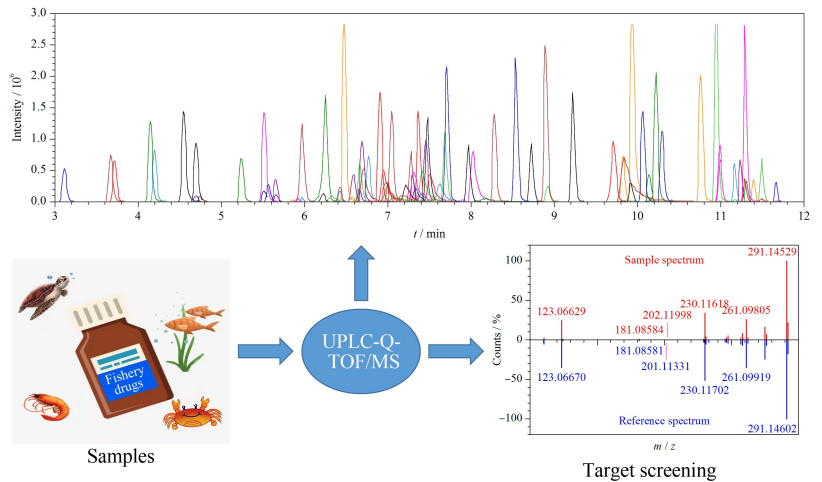 3.0
2.5
2.0
1.5
1.0
0.5
0.0
Intensity / 10⁶
3 4 5 6 7 8 9 10 11 12
t / min
Fishery
drugs
Samples
UPLC-Q-
TOF/MS
100
50
0
−50
−100
Counts / %
291.14529
Sample spectrum
230.11618
261.09805
123.06629
202.11998
181.08584
181.08581
201.11331
123.06670
261.09919
230.11702
Reference spectrum
291.14602
m / z
Target screening